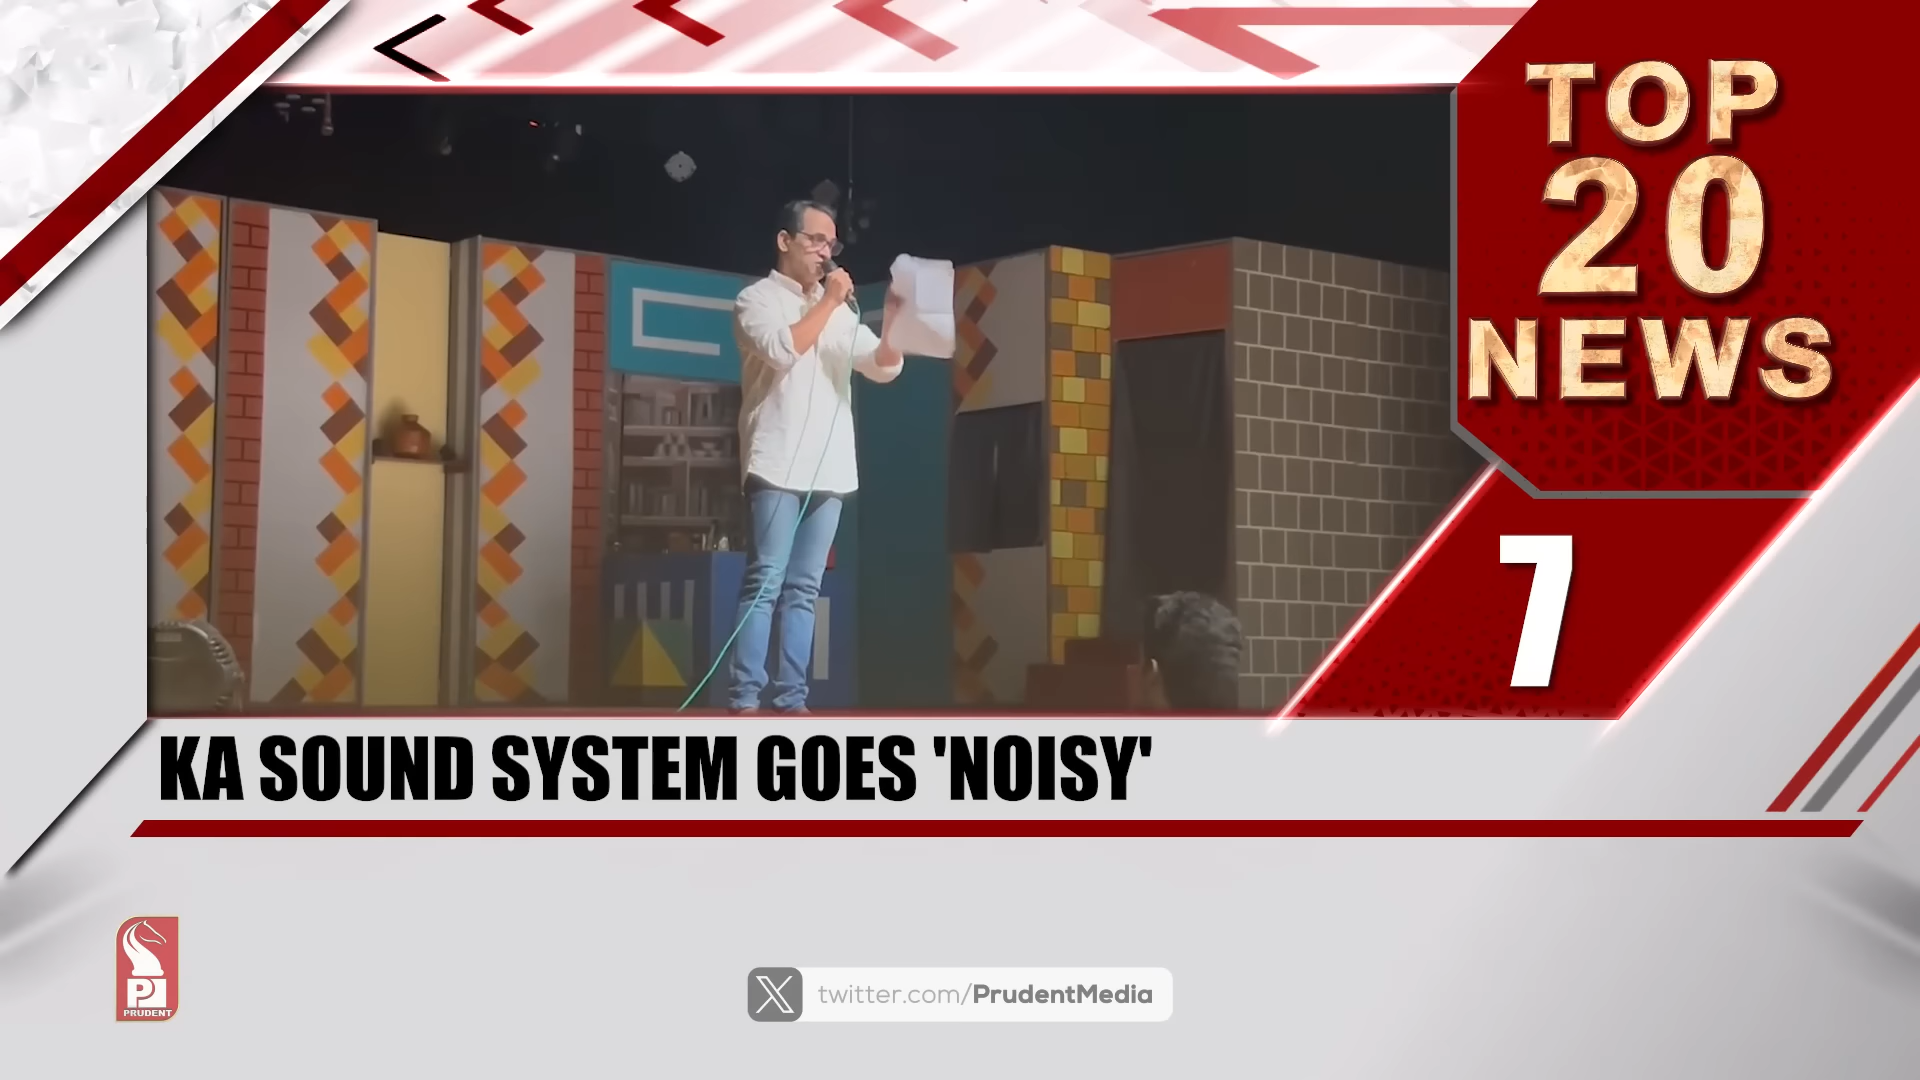 TOP
20
NEWS
7
KA SOUND SYSTEM GOES 'NOISY'
PRUDENT
twitter.com/PrudentMedia